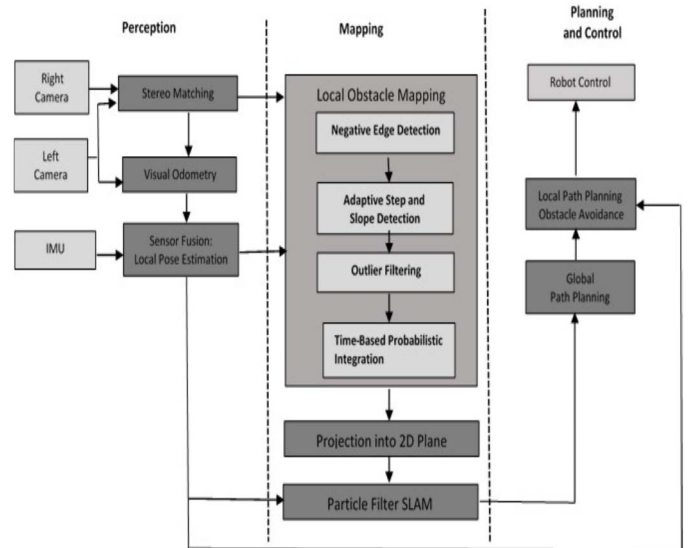 Perception
Mapping
Planning
and Control
Right
Camera
Left
Camera
IMU
Stereo Matching
Visual Odometry
Sensor Fusion:
Local Pose Estimation
Local Obstacle Mapping
Negative Edge Detection
Adaptive Step and
Slope Detection
Outlier Filtering
Time-Based Probabilistic
Integration
Projection into 2D Plane
Particle Filter SLAM
Robot Control
Local Path Planning
Obstacle Avoidance
Global
Path Planning